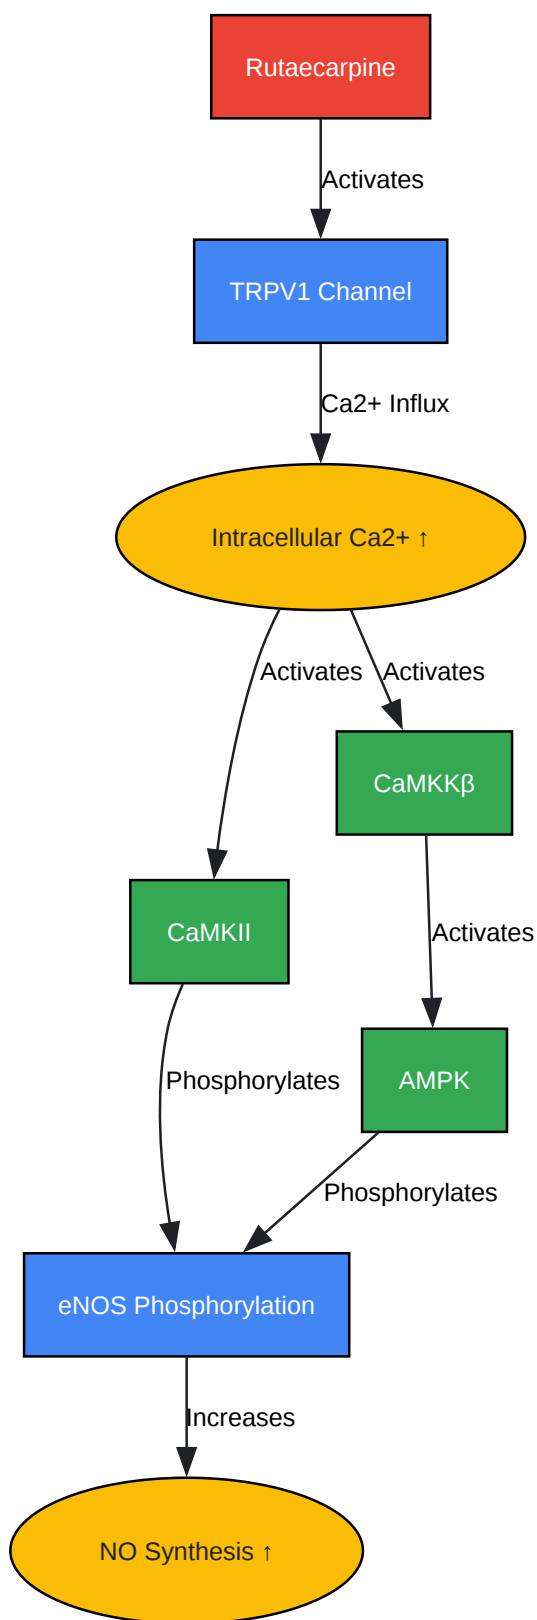 Rutaecarpine
Activates
TRPV1 Channel
Ca2+ Influx
Intracellular Ca2+ ↑
Activates
Activates
CaMKKβ
CaMKII
Activates
Phosphorylates
AMPK
Phosphorylates
eNOS Phosphorylation
Increases
NO Synthesis ↑